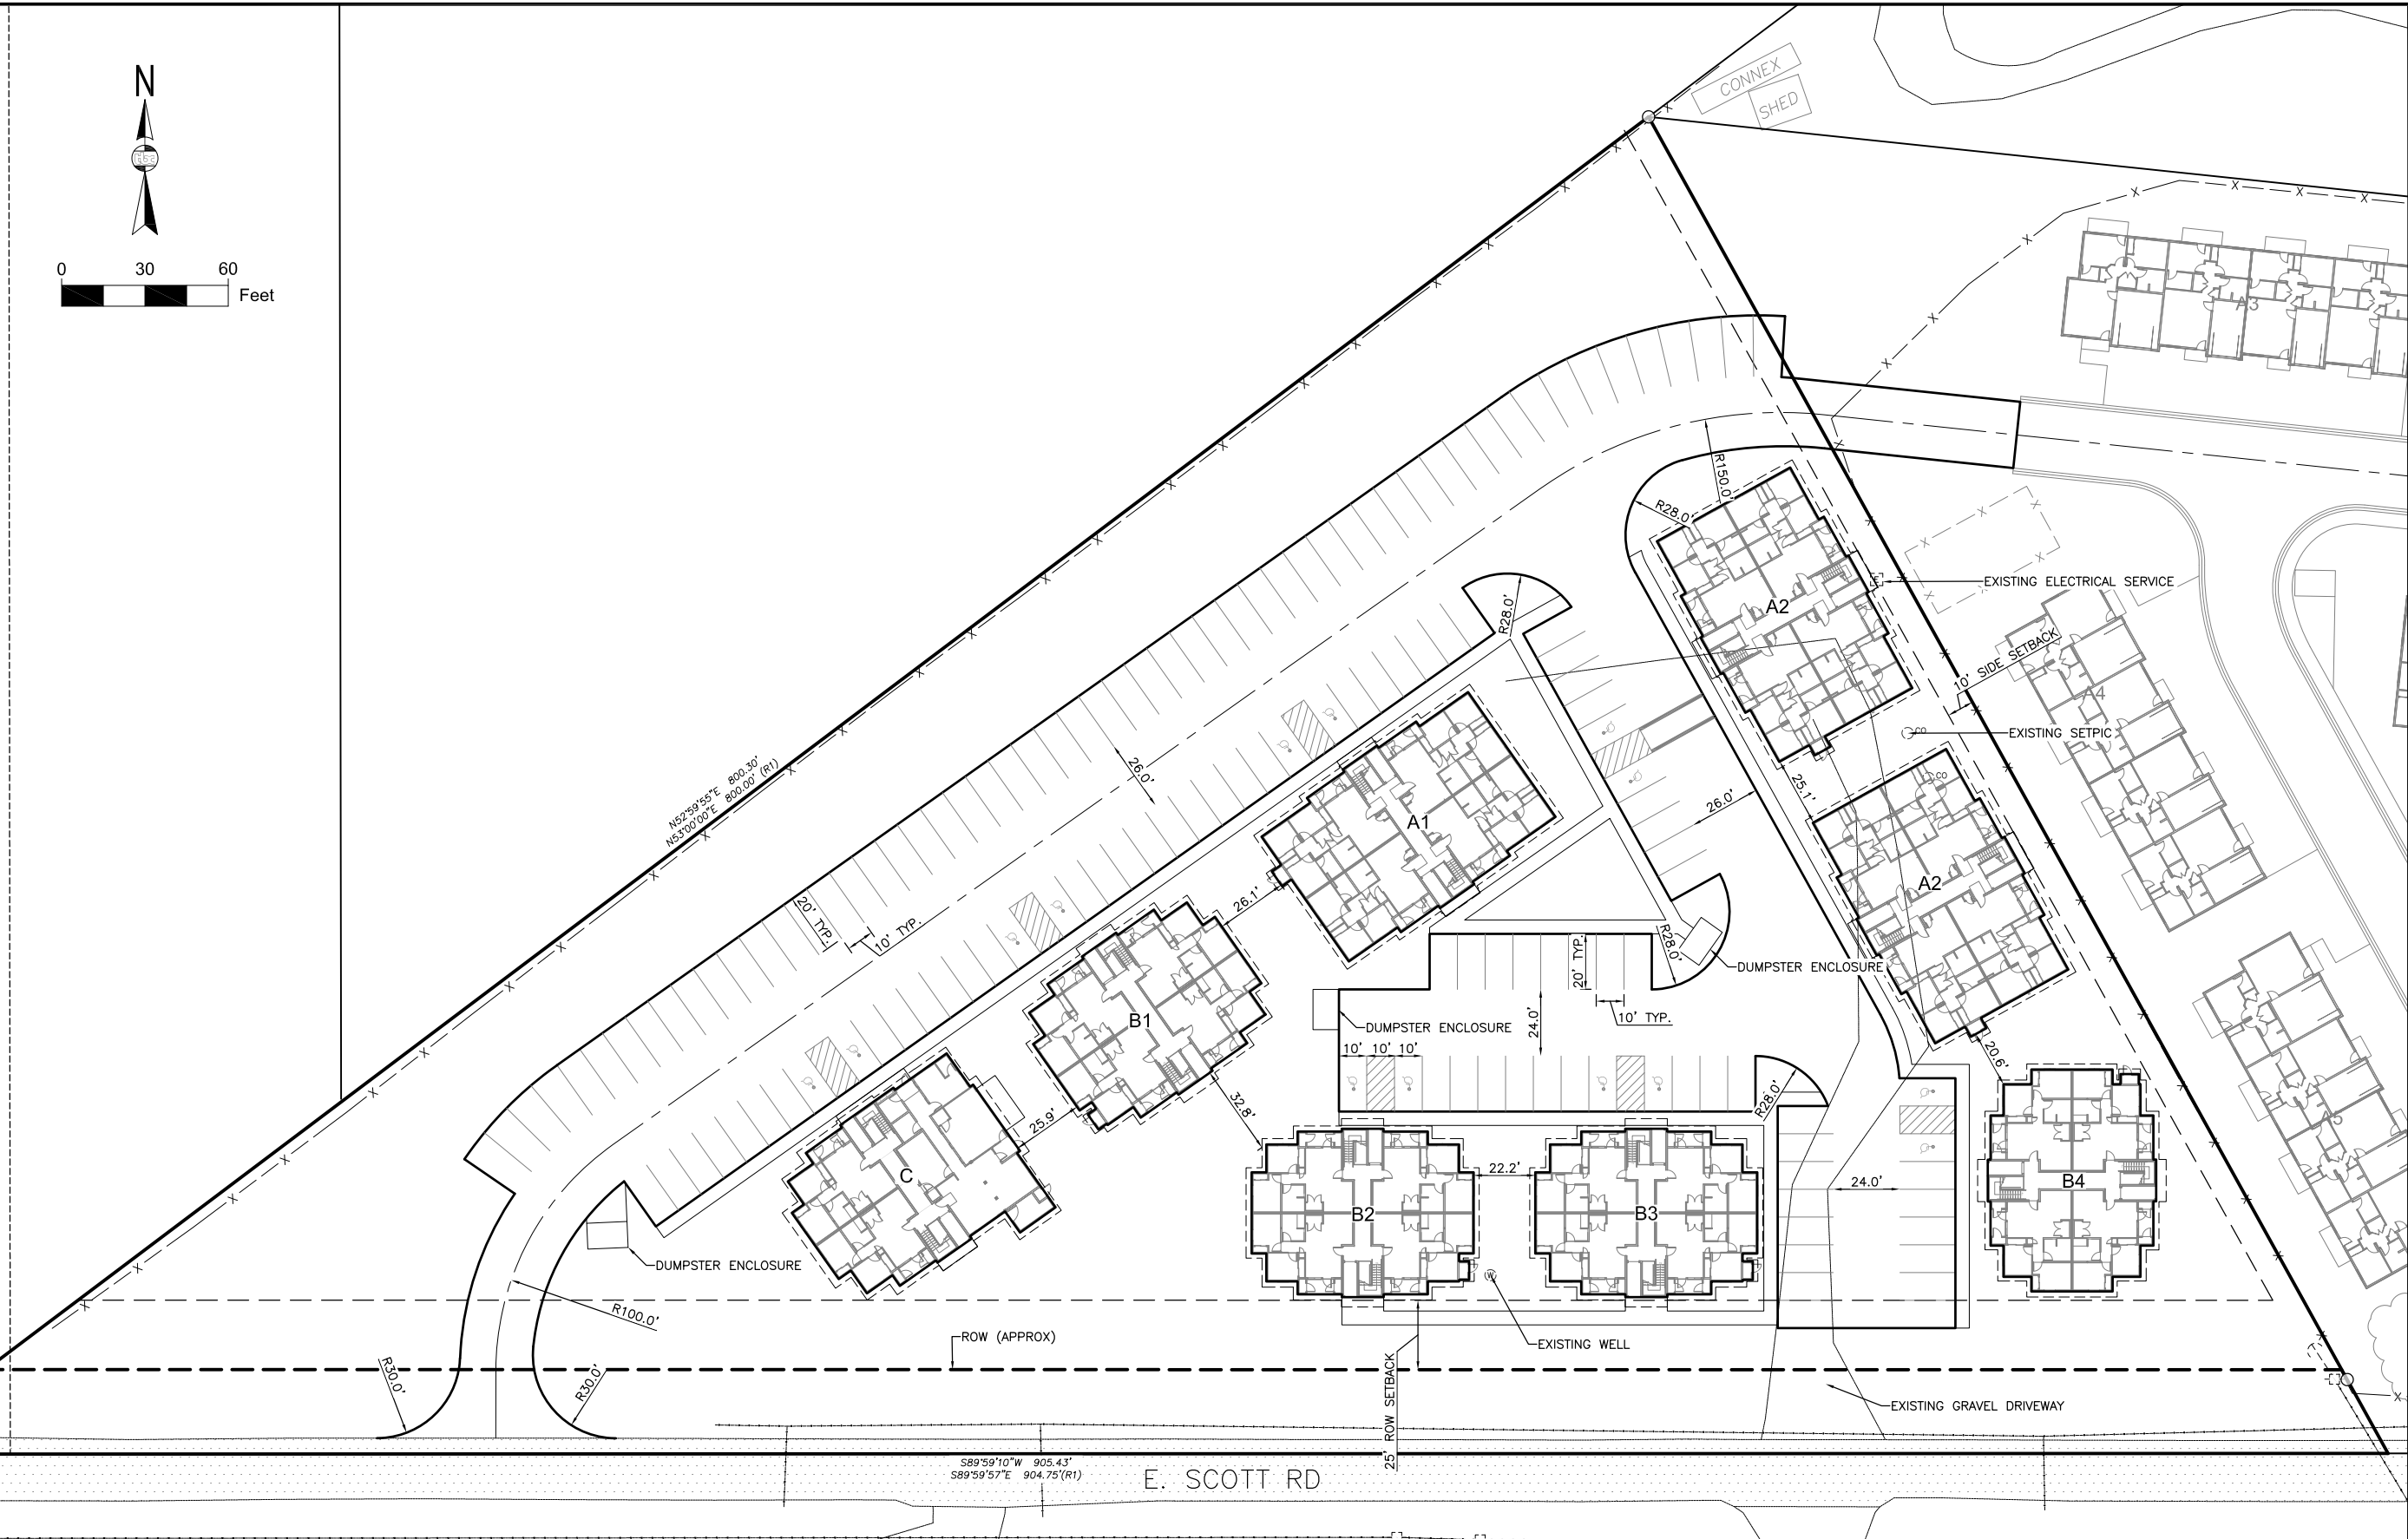 N
0 30 60
Feet
CONNEX
SHED
A3
R150.0'
R28.0'
A2
EXISTING ELECTRICAL SERVICE
R28.0'
10' SIDE SETBACK
A4
CO
EXISTING SETPIC
N52°59'55"E 800.30'
N53°00'00"E 800.00' (R1)
26.0'
25.1'
CO
26.0'
A1
A2
26.1'
20' TYP.
10' TYP.
R28.0'
DUMPSTER ENCLOSURE
20' TYP.
10' TYP.
B1
DUMPSTER ENCLOSURE
24.0'
10' 10' 10'
20.6'
R28.0'
32.8'
25.9'
C
22.2'
24.0'
B4
B2
B3
DUMPSTER ENCLOSURE
W
R100.0'
ROW (APPROX)
EXISTING WELL
R30.0'
R30.0'
25' ROW SETBACK
EXISTING GRAVEL DRIVEWAY
S89°59'10"W 905.43'
S89°59'57"E 904.75'(R1)
E. SCOTT RD